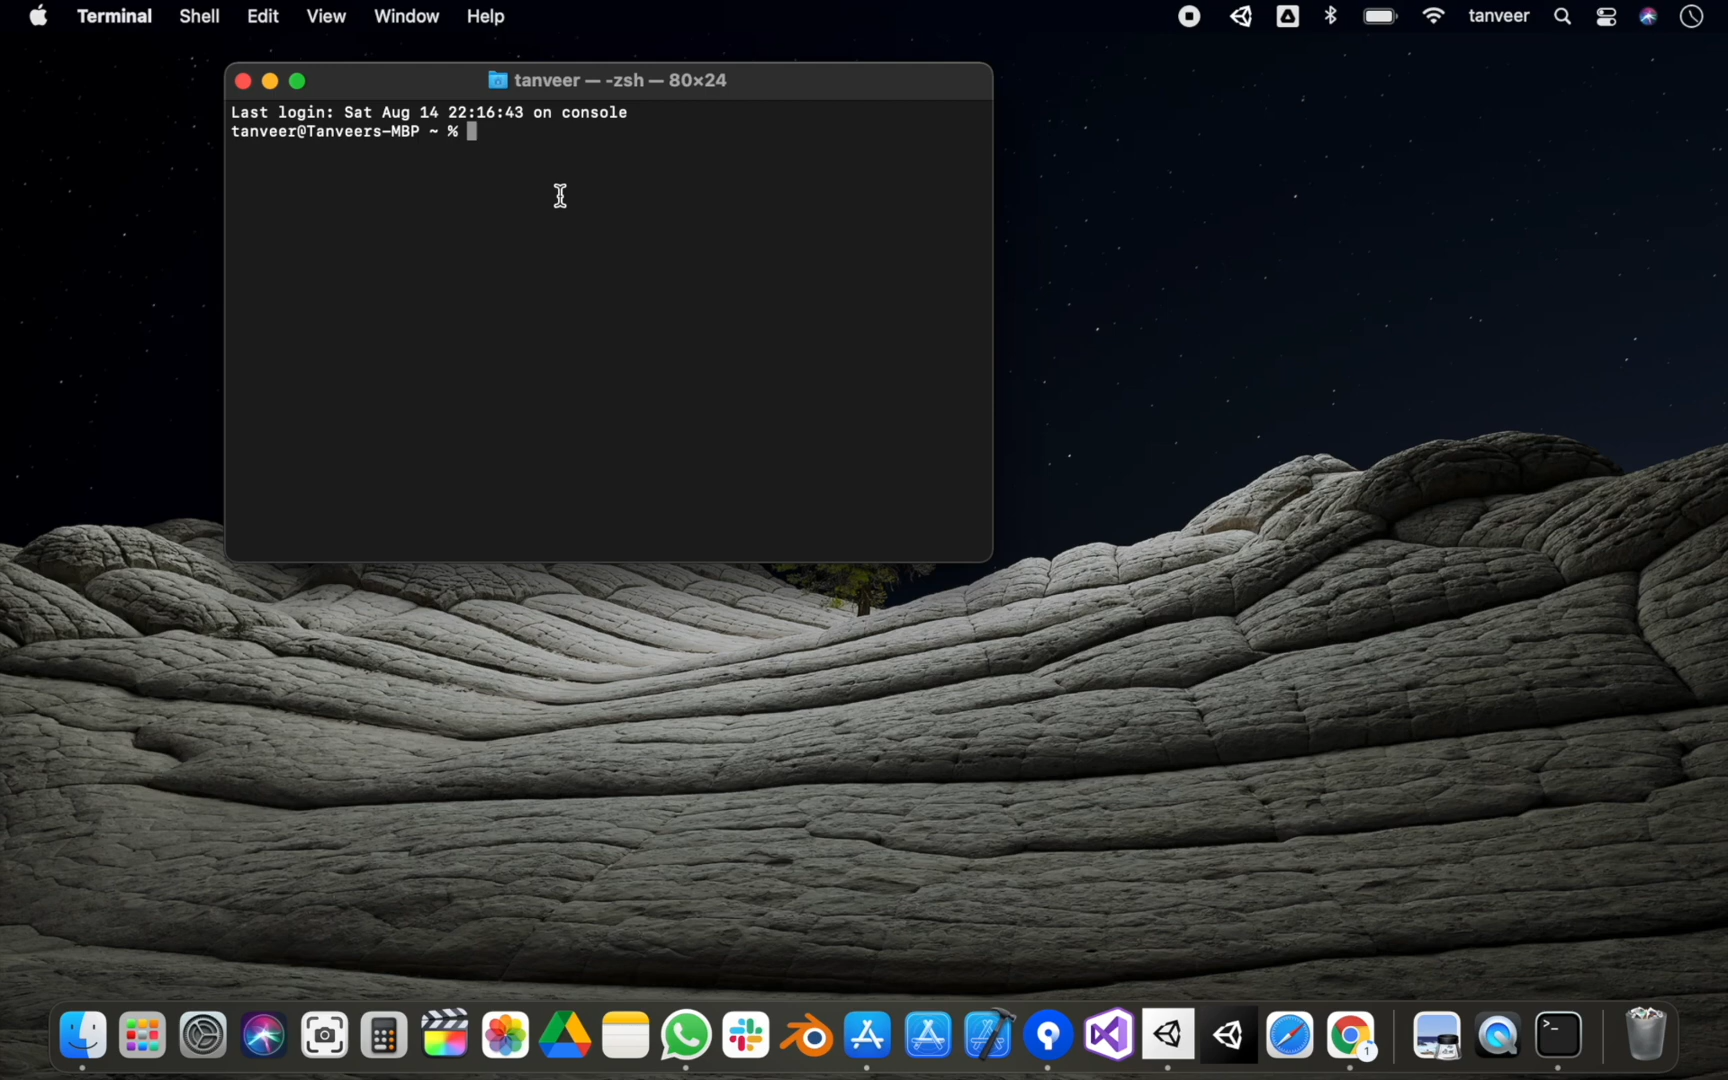 Terminal Shell Edit View Window Help tanveer
tanveer — -zsh — 80×24
Last login: Sat Aug 14 22:16:43 on console
tanveer@Tanveers-MBP ~ %
1
>_